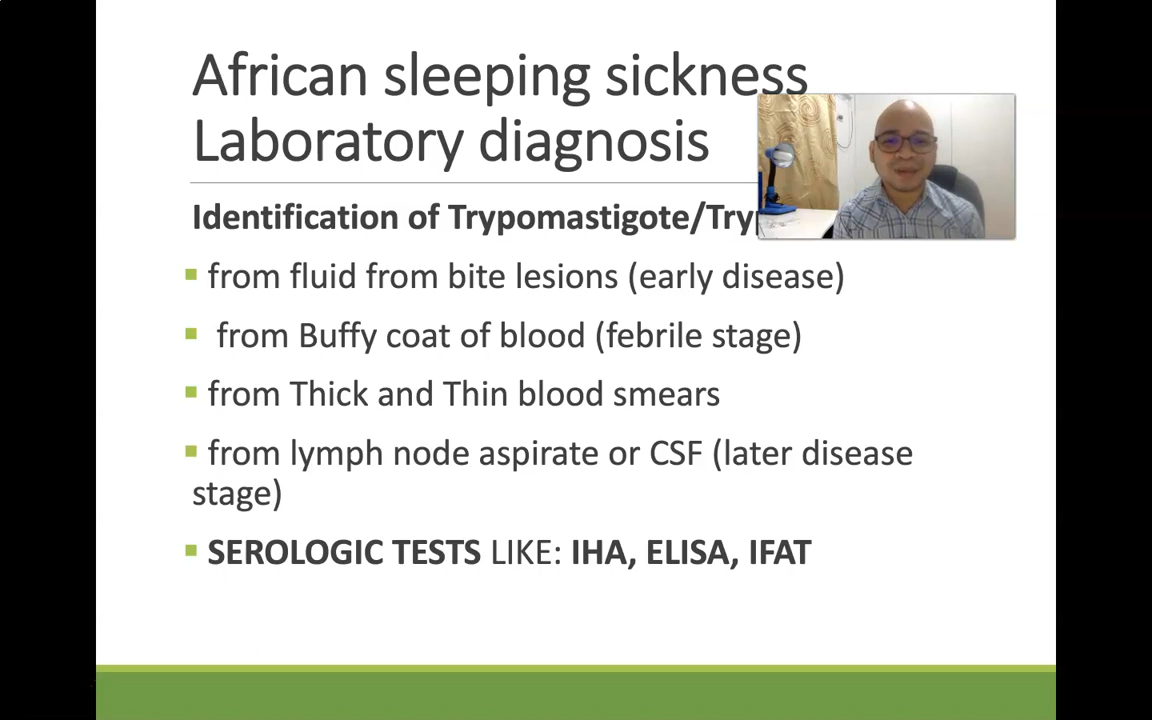 African sleeping sickness
Laboratory diagnosis
Identification of Trypomastigote/
from fluid from bite lesions (early disease)
from Buffy coat of blood (febrile stage)
from Thick and Thin blood smears
from lymph node aspirate or CSF (later disease
stage)
SEROLOGIC TESTS LIKE: IHA, ELISA, IFAT